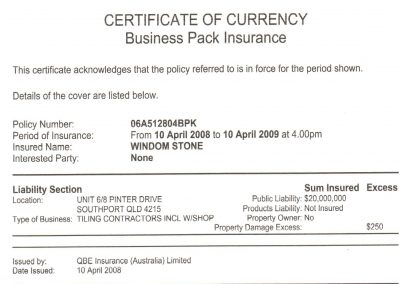 CERTIFICATE OF CURRENCY
Business Pack Insurance
This certificate acknowledges that the policy referred to is in force for the period shown.
Details of the cover are listed below.
Policy Number: 06A512804BPK
Period of Insurance: From 10 April 2008 to 10 April 2009 at 4.00pm
Insured Name: WINDOM STONE
Interested Party: None
Liability Section Sum Insured Excess
Location: UNIT 6/8 PINTER DRIVE Public Liability: $20,000,000
SOUTHPORT QLD 4215 Products Liability: Not Insured
Type of Business: TILING CONTRACTORS INCL W/SHOP Property Owner: No
Property Damage Excess: $250
Issued by: QBE Insurance (Australia) Limited
Date Issued: 10 April 2008